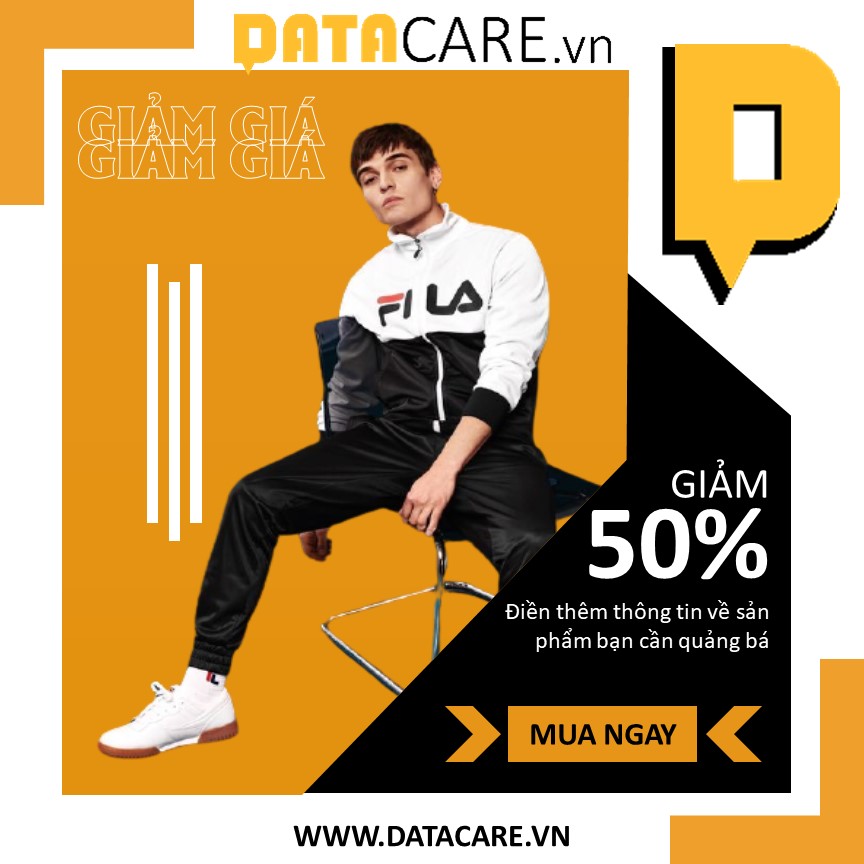 DATACARE.vn
GIẢM GIÁ
GIẢM GIÁ
FILA
GIẢM
50%
Điền thêm thông tin về sản
phẩm bạn cần quảng bá
MUA NGAY
WWW.DATACARE.VN